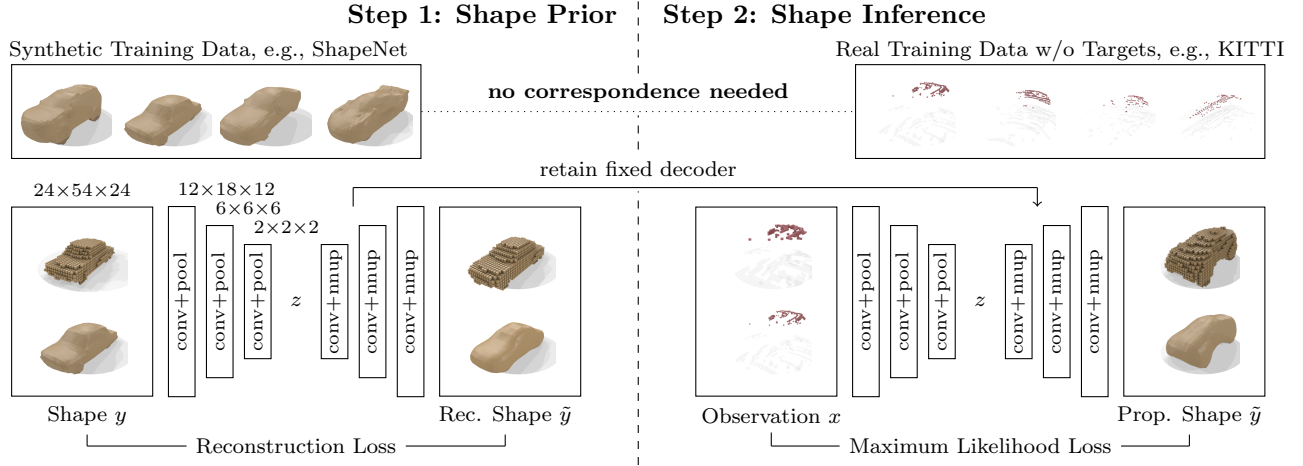 Step 1: Shape Prior
Step 2: Shape Inference
Synthetic Training Data, e.g., ShapeNet
Real Training Data w/o Targets, e.g., KITTI
no correspondence needed
retain fixed decoder
24×54×24
12×18×12
6×6×6
2×2×2
conv+pool
conv+pool
conv+pool
z
conv+nnup
conv+nnup
conv+nnup
conv+pool
conv+pool
conv+pool
z
conv+nnup
conv+nnup
conv+nnup
Shape y
Rec. Shape ỹ
Observation x
Prop. Shape ỹ
Reconstruction Loss
Maximum Likelihood Loss